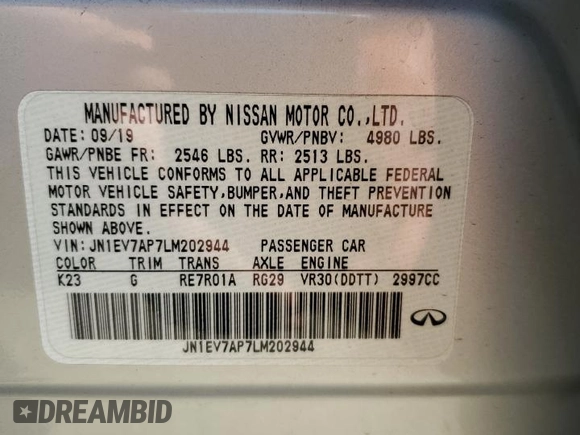 MANUFACTURED BY NISSAN MOTOR CO.,LTD.
DATE: 09/19 GVWR/PNBV: 4980 LBS.
GAWR/PNBE FR: 2546 LBS. RR: 2513 LBS.
THIS VEHICLE CONFORMS TO ALL APPLICABLE FEDERAL
MOTOR VEHICLE SAFETY,BUMPER,AND THEFT PREVENTION
STANDARDS IN EFFECT ON THE DATE OF MANUFACTURE
SHOWN ABOVE.
VIN: JN1EV7AP7LM202944 PASSENGER CAR
COLOR TRIM TRANS AXLE ENGINE
K23 G RE7R01A RG29 VR30(DDTT) 2997CC
JN1EV7AP7LM202944
DREAMBID